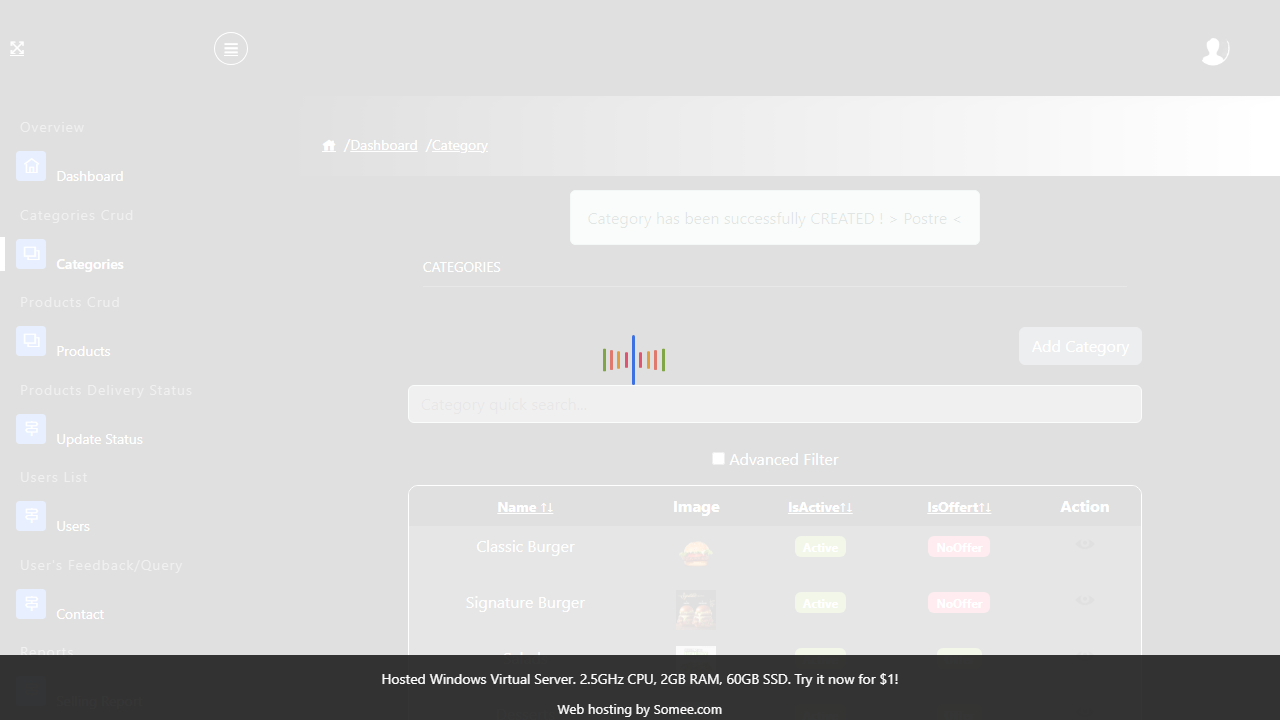 Overview
/Dashboard /Category
Dashboard
Categories Crud
Category has been successfully CREATED ! > Postre <
Categories
CATEGORIES
Products Crud
Products
Add Category
Products Delivery Status
Category quick search...
Update Status
Advanced Filter
Users List
Name ↑↓ Image IsActive↑↓ IsOffert↑↓ Action
Users
Classic Burger Active NoOffer
User's Feedback/Query
Signature Burger Active NoOffer
Contact
Reports
Hosted Windows Virtual Server. 2.5GHz CPU, 2GB RAM, 60GB SSD. Try it now for $1!
Web hosting by Somee.com